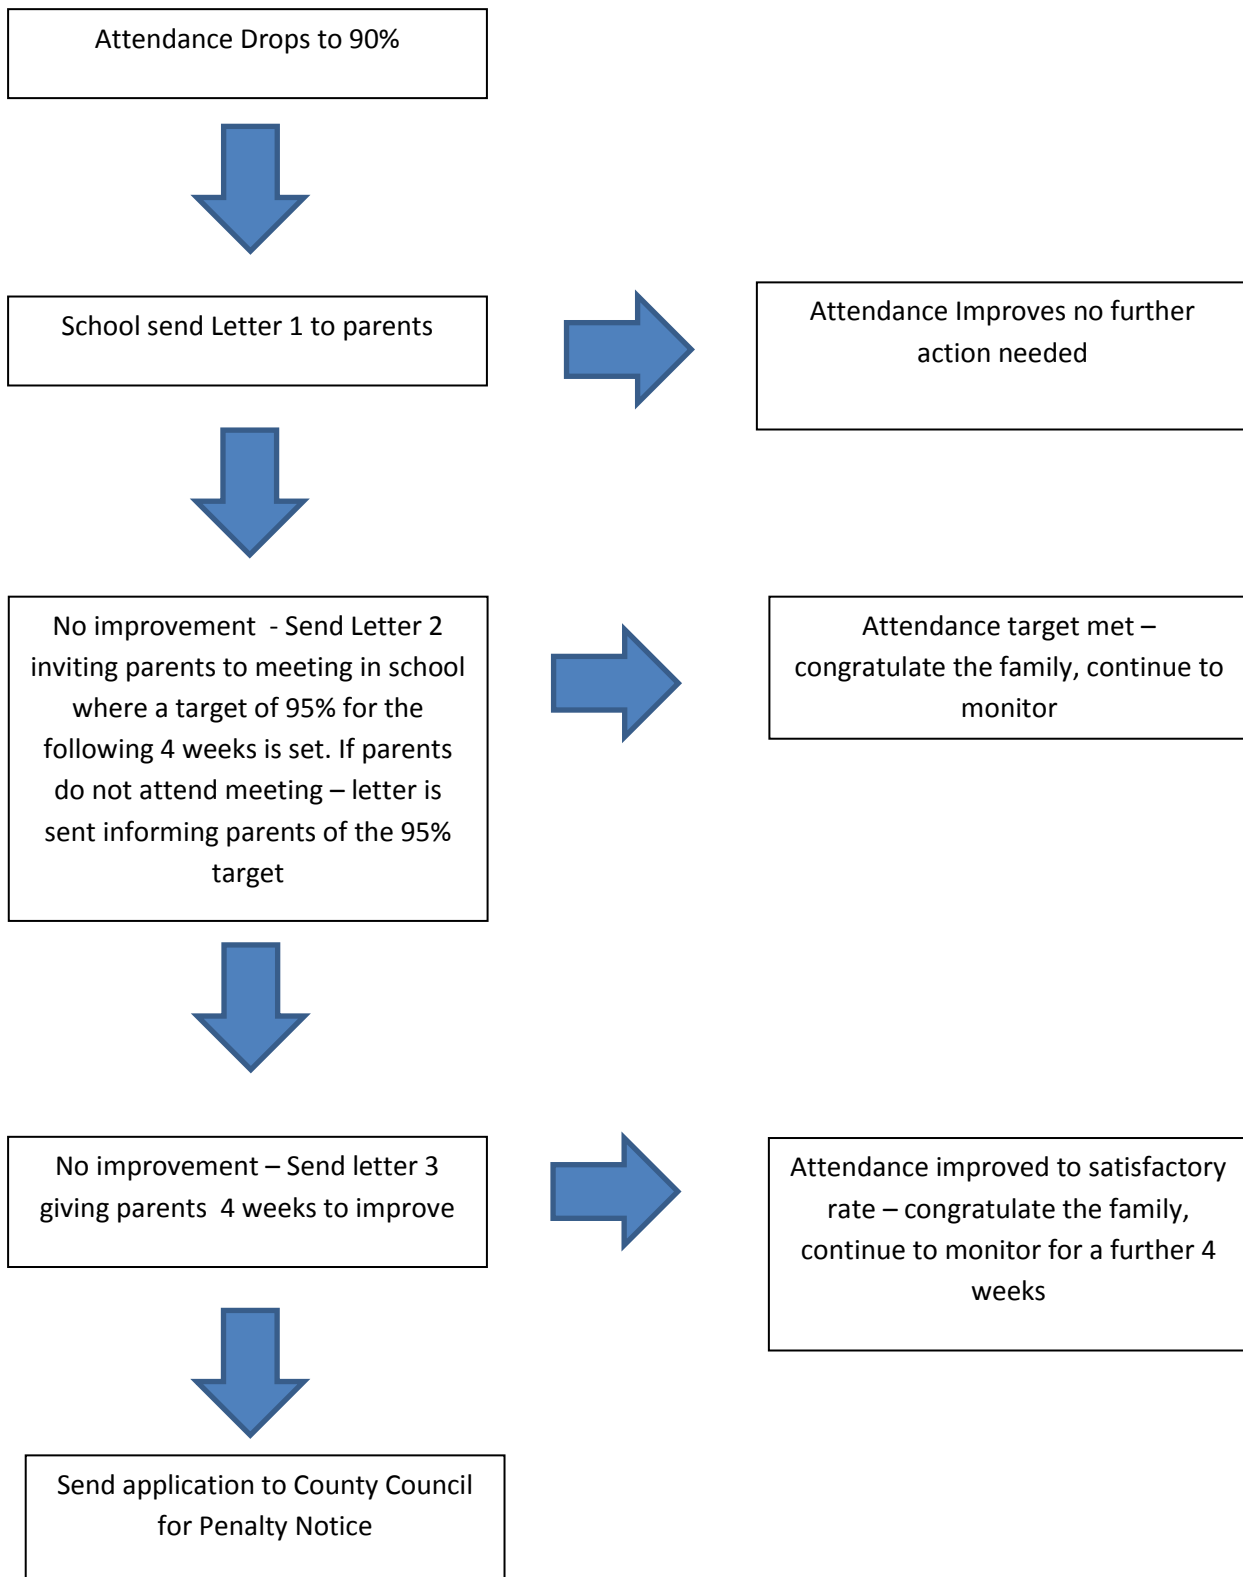 Attendance Drops to 90%
School send Letter 1 to parents
Attendance Improves no further
action needed
No improvement  - Send Letter 2
inviting parents to meeting in school
where a target of 95% for the
following 4 weeks is set. If parents
do not attend meeting – letter is
sent informing parents of the 95%
target
Attendance target met –
congratulate the family, continue to
monitor
No improvement – Send letter 3
giving parents  4 weeks to improve
Attendance improved to satisfactory
rate – congratulate the family,
continue to monitor for a further 4
weeks
Send application to County Council
for Penalty Notice